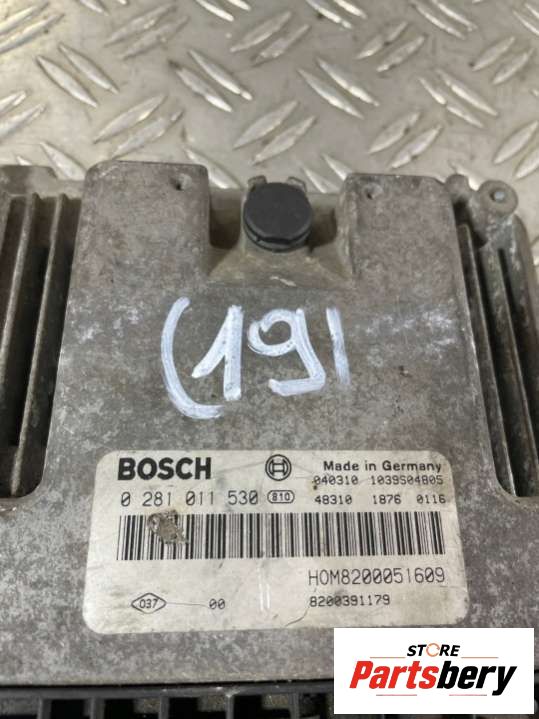 (19)
BOSCH Made in Germany
040310 1039S04805
0 281 011 530 810 48310 1876 0116
HOM8200051609
037 00 8200391179
STORE
Partsbery